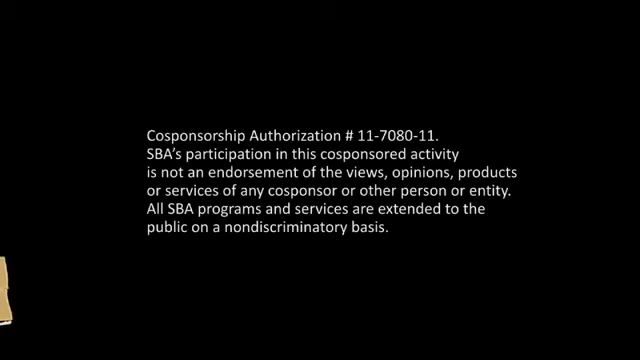 Cosponsorship Authorization # 11-7080-11.
SBA's participation in this cosponsored activity
is not an endorsement of the views, opinions, products
or services of any cosponsor or other person or entity.
All SBA programs and services are extended to the
public on a nondiscriminatory basis.